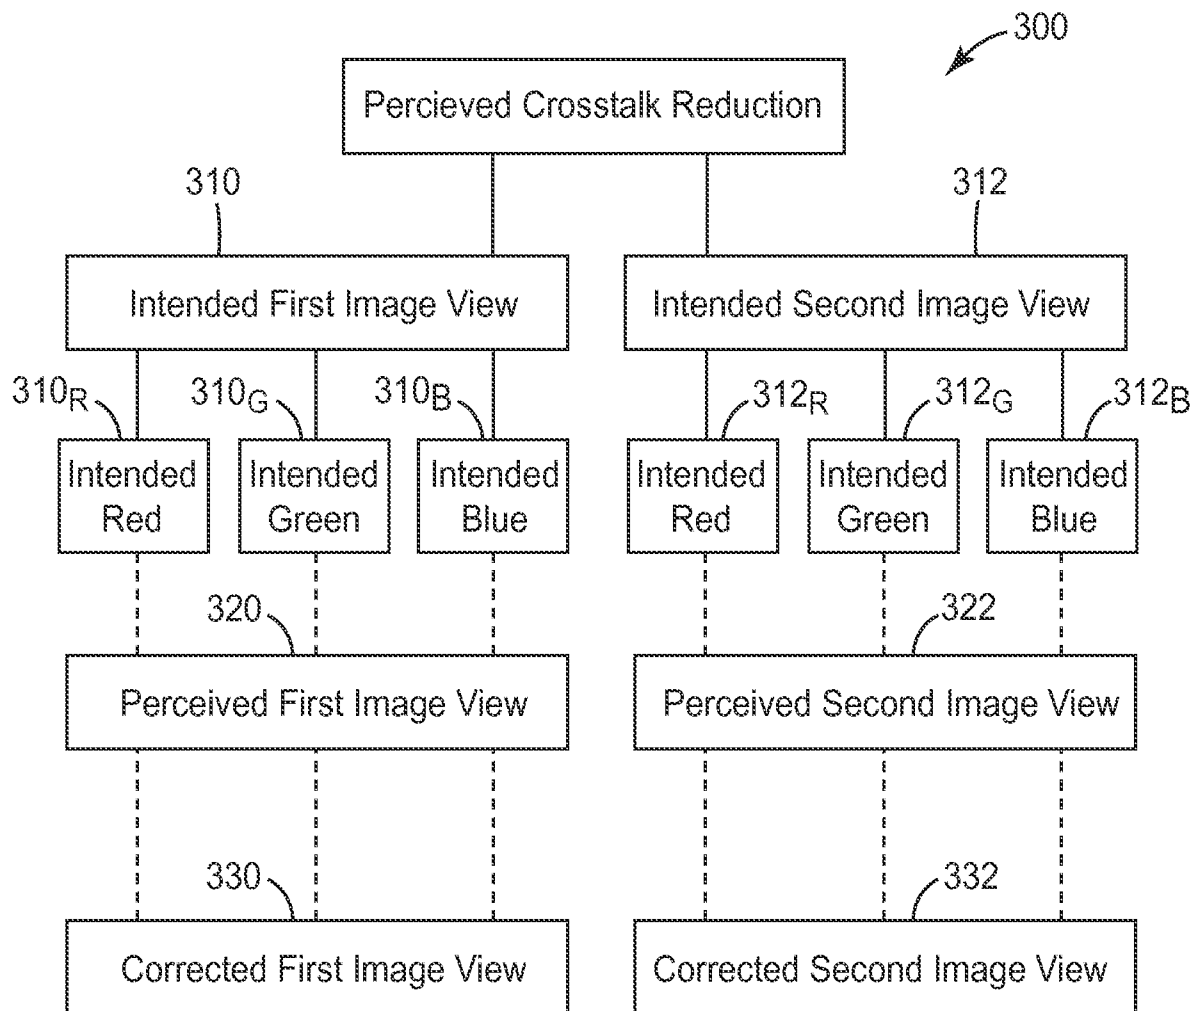 300
Percieved Crosstalk Reduction
310
312
Intended First Image View
Intended Second Image View
310R
310G
310B
312R
312G
312B
Intended
Red
Intended
Green
Intended
Blue
Intended
Red
Intended
Green
Intended
Blue
320
322
Perceived First Image View
Perceived Second Image View
330
332
Corrected First Image View
Corrected Second Image View